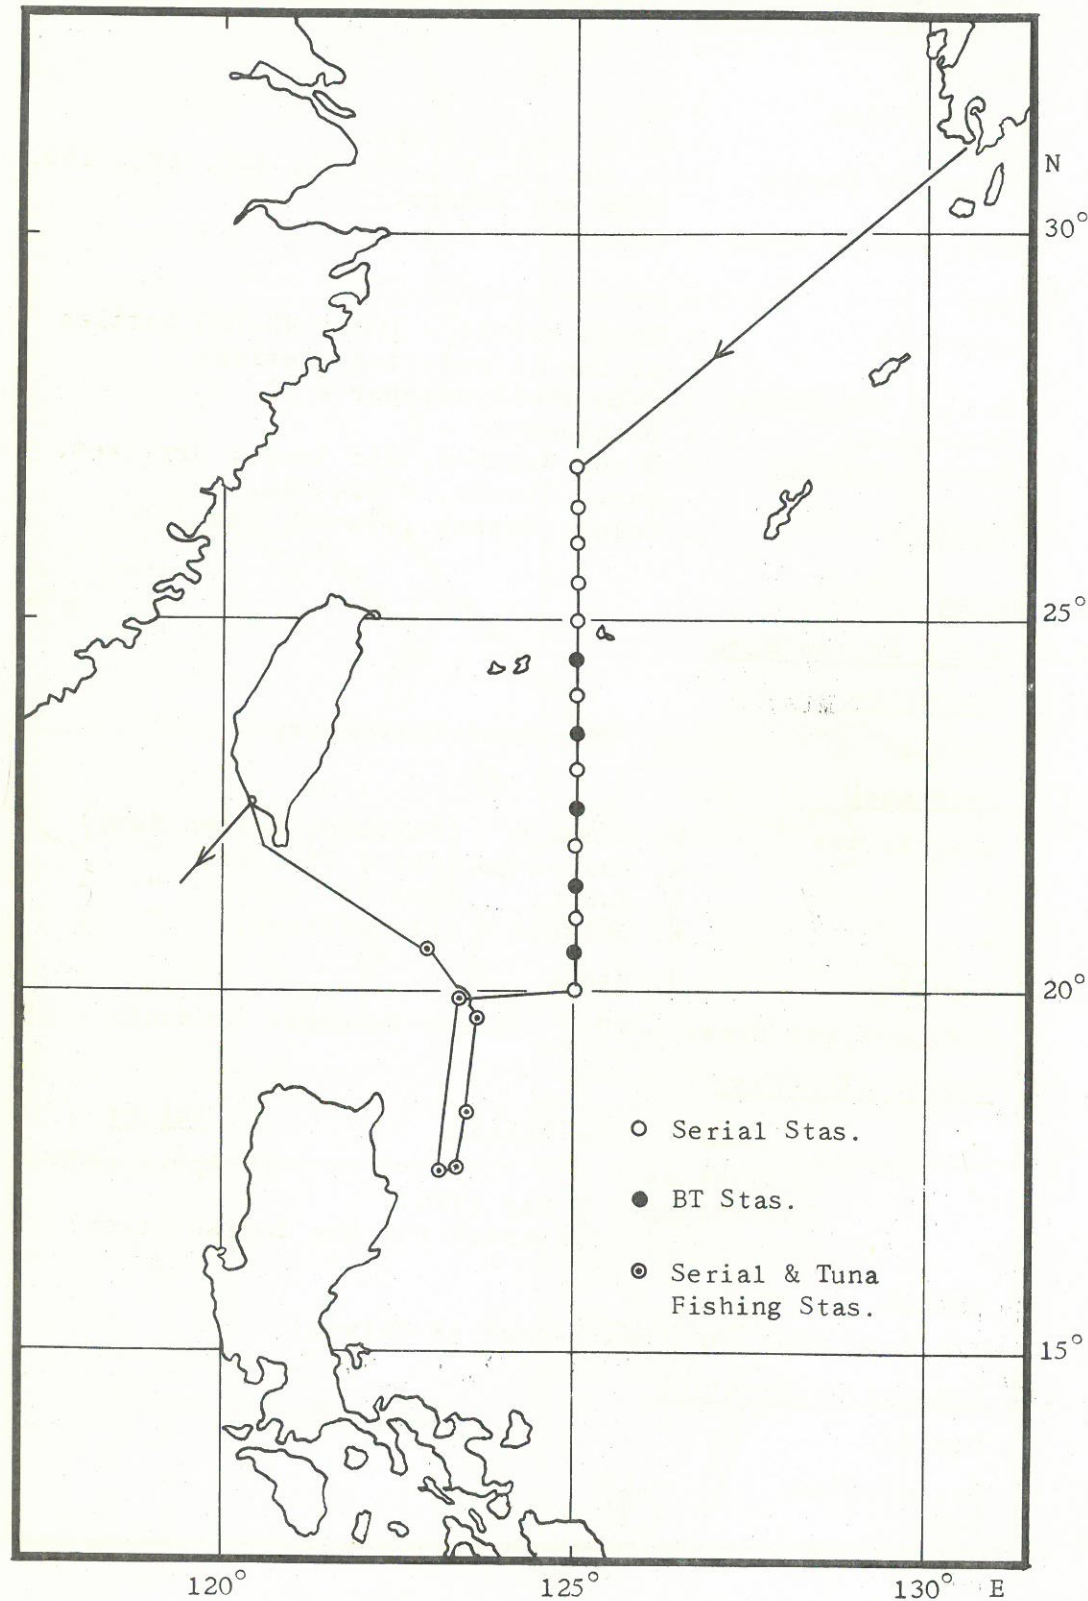 N
30°
25°
20°
Serial Stas.
BT Stas.
Serial & Tuna
Fishing Stas.
15°
120°
125°
130° E